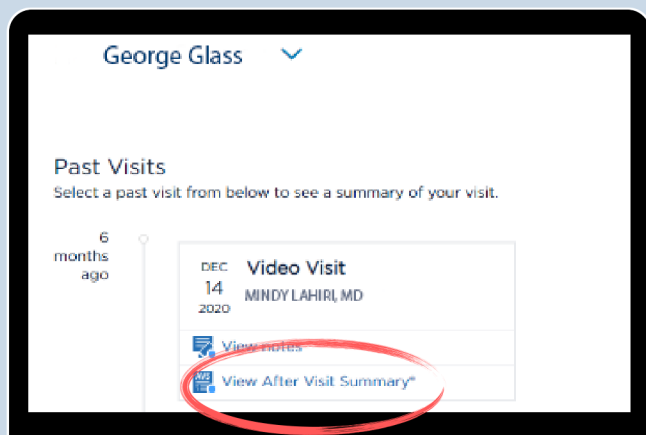 George Glass
Past Visits
Select a past visit from below to see a summary of your visit.
6
months
ago
DEC
14
2020
Video Visit
MINDY LAHIRI, MD
View notes
AVS
View After Visit Summary*